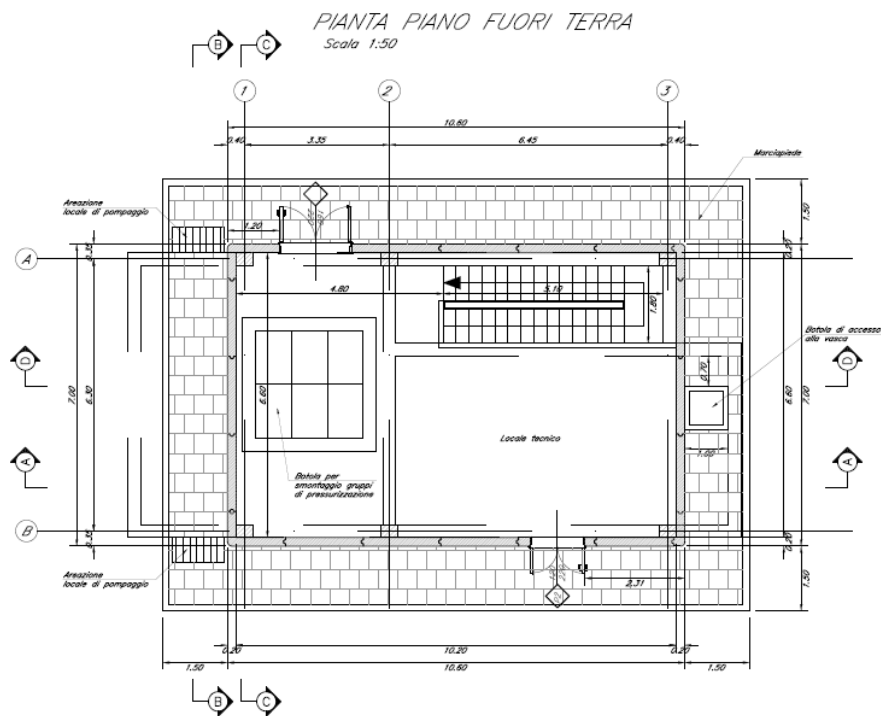 PIANTA PIANO FUORI TERRA
Scala 1:50
B
C
1
2
3
10.60
0.40
3.35
6.45
0.40
Marciapiede
Areazione
locale di pompaggio
1.20
1.50
0.35
0.20
A
4.80
5.10
1.80
Botola di accesso
alla vasca
D
D
0.70
7.00
6.30
6.60
6.60
7.00
Locale tecnico
1.00
A
A
Botola per
smontaggio gruppi
di pressurizzazione
B
0.35
0.20
Areazione
locale di pompaggio
2.31
1.50
0.20
10.20
0.20
1.50
10.60
1.50
B
C